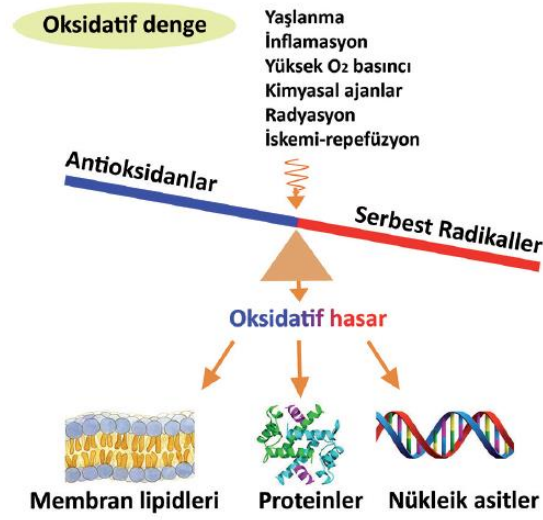 Oksidatif denge
Yaşlanma
İnflamasyon
Yüksek O₂ basıncı
Kimyasal ajanlar
Radyasyon
İskemi-repefüzyon
Antioksidanlar
Serbest Radikaller
Oksidatif hasar
Membran lipidleri
Proteinler
Nükleik asitler